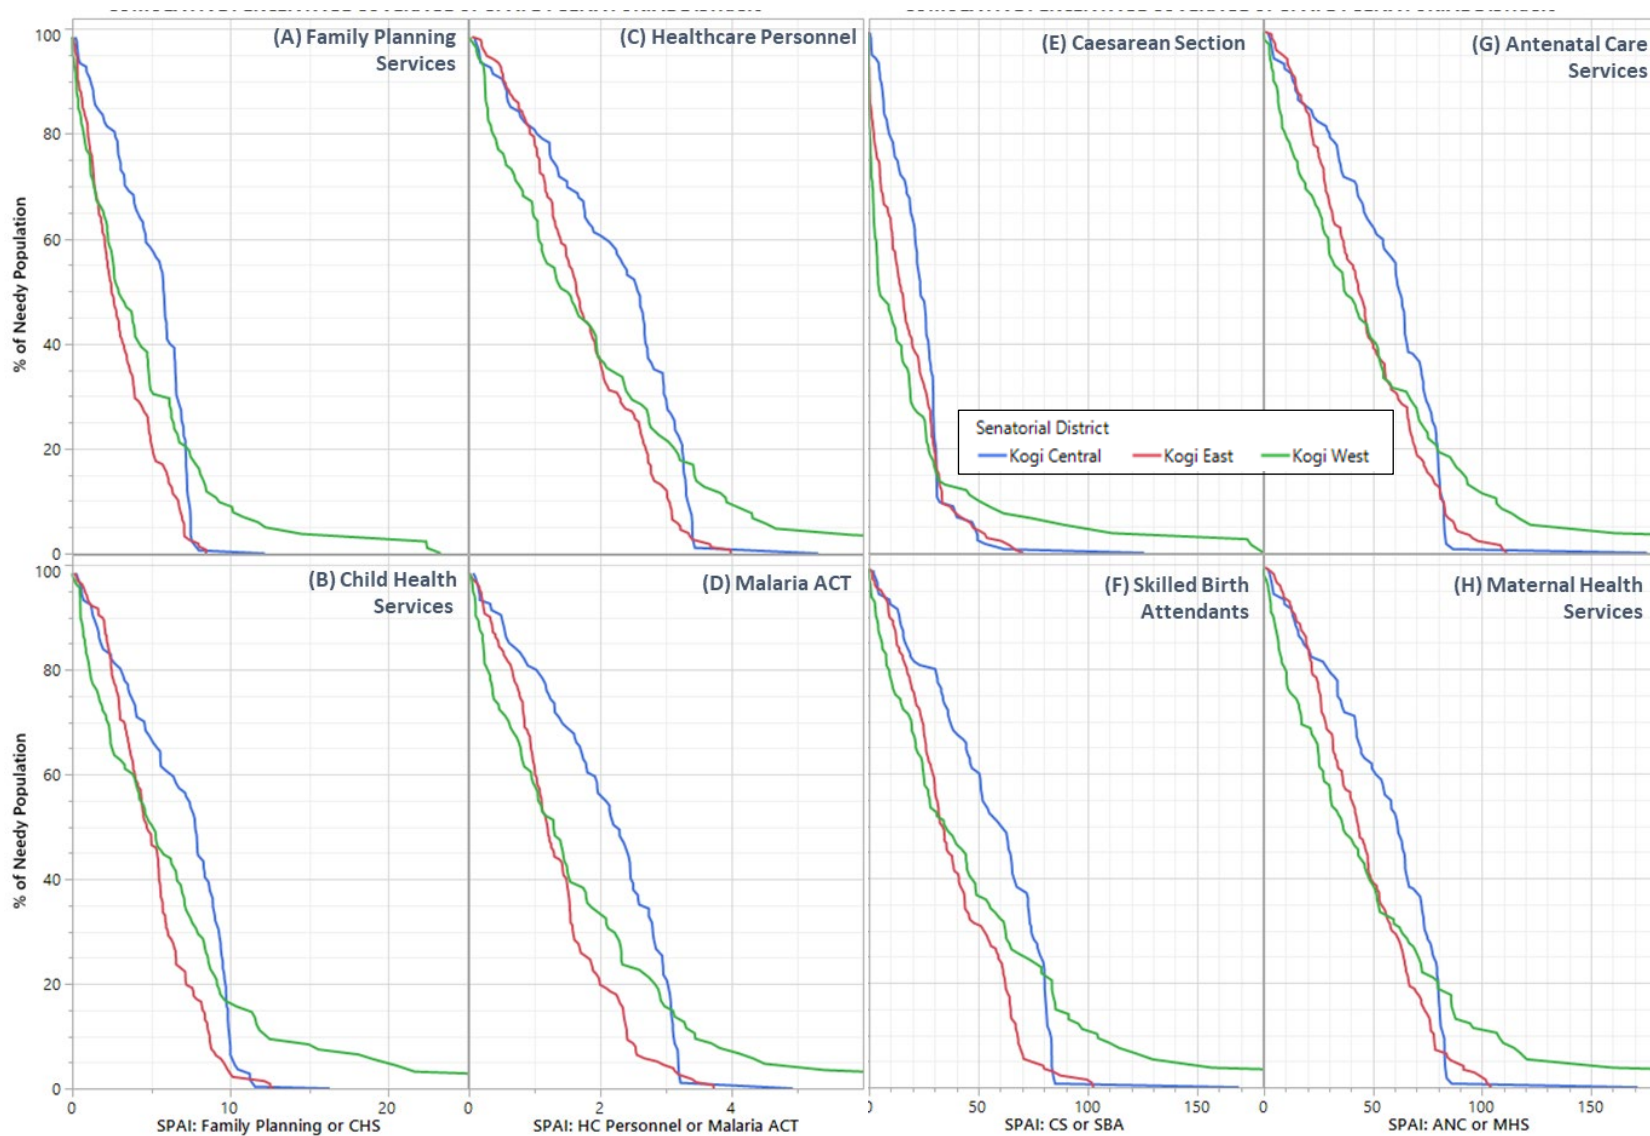 (A) Family Planning
Services
(C) Healthcare Personnel
(E) Caesarean Section
(G) Antenatal Care
Services
100
80
60
40
20
0
% of Needy Population
Senatorial District
Kogi Central Kogi East Kogi West
(B) Child Health
Services
(D) Malaria ACT
(F) Skilled Birth
Attendants
(H) Maternal Health
Services
100
80
60
40
20
0
% of Needy Population
0 10 20 0 2 4 0 50 100 150 0 50 100 150
SPAI: Family Planning or CHS
SPAI: HC Personnel or Malaria ACT
SPAI: CS or SBA
SPAI: ANC or MHS